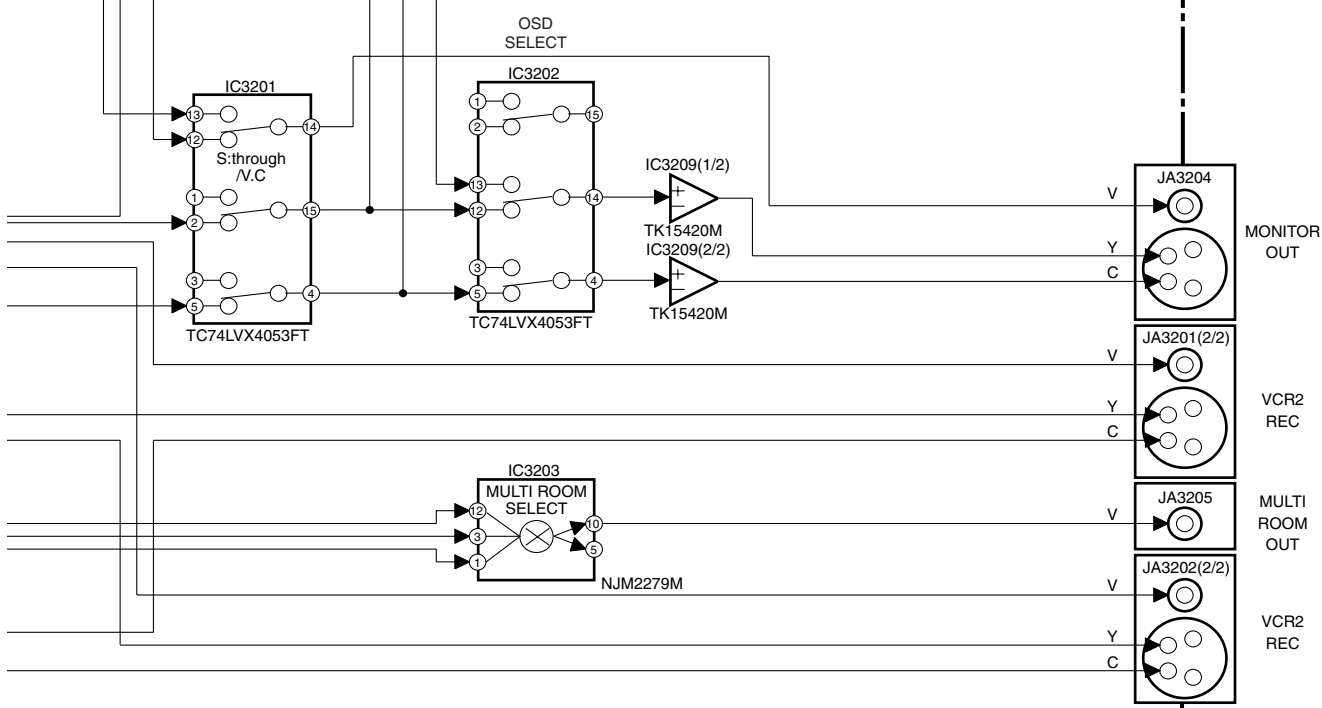 OSD
SELECT
IC3201
13
12
14
S:through
/V.C
1
2
15
3
5
4
TC74LVX4053FT
IC3202
1
2
15
13
12
14
3
5
4
TC74LVX4053FT
IC3209(1/2)
+
−
TK15420M
IC3209(2/2)
+
−
TK15420M
JA3204
V
Y
C
MONITOR
OUT
JA3201(2/2)
V
Y
C
VCR2
REC
IC3203
MULTI ROOM
SELECT
12
3
1
10
5
NJM2279M
JA3205
V
MULTI
ROOM
OUT
JA3202(2/2)
V
Y
C
VCR2
REC